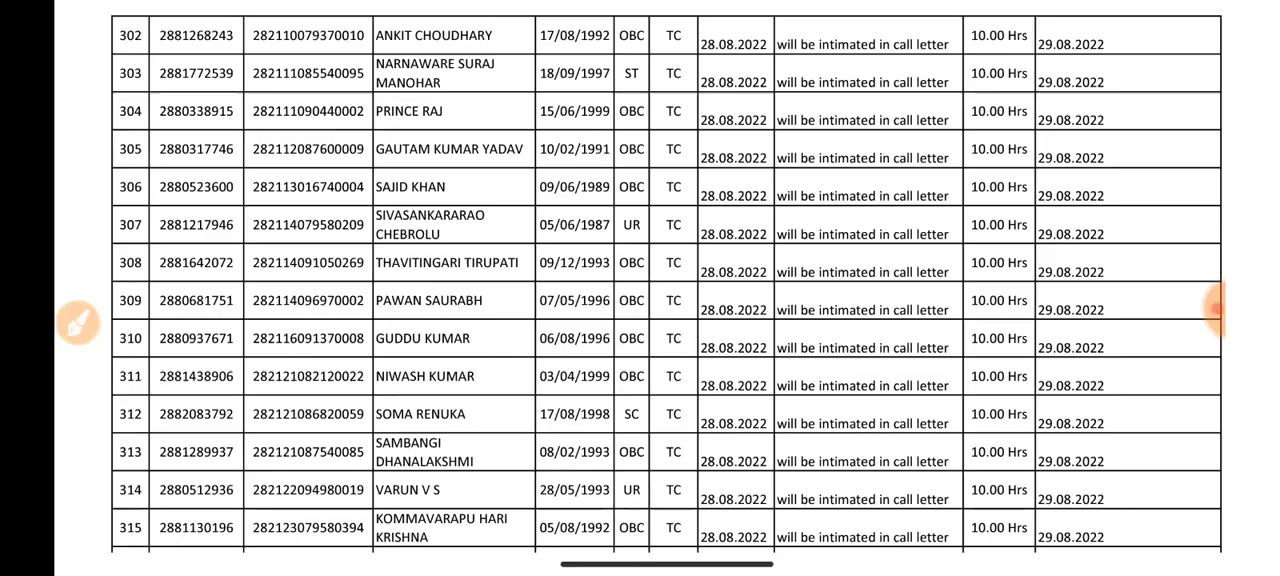 302 2881268243 282110079370010 ANKIT CHOUDHARY 17/08/1992 OBC TC 28.08.2022 will be intimated in call letter 10.00 Hrs 29.08.2022
303 2881772539 282111085540095 NARNAWARE SURAJ MANOHAR 18/09/1997 ST TC 28.08.2022 will be intimated in call letter 10.00 Hrs 29.08.2022
304 2880338915 282111090440002 PRINCE RAJ 15/06/1999 OBC TC 28.08.2022 will be intimated in call letter 10.00 Hrs 29.08.2022
305 2880317746 282112087600009 GAUTAM KUMAR YADAV 10/02/1991 OBC TC 28.08.2022 will be intimated in call letter 10.00 Hrs 29.08.2022
306 2880523600 282113016740004 SAJID KHAN 09/06/1989 OBC TC 28.08.2022 will be intimated in call letter 10.00 Hrs 29.08.2022
307 2881217946 282114079580209 SIVASANKARARAO CHEBROLU 05/06/1987 UR TC 28.08.2022 will be intimated in call letter 10.00 Hrs 29.08.2022
308 2881642072 282114091050269 THAVITINGARI TIRUPATI 09/12/1993 OBC TC 28.08.2022 will be intimated in call letter 10.00 Hrs 29.08.2022
309 2880681751 282114096970002 PAWAN SAURABH 07/05/1996 OBC TC 28.08.2022 will be intimated in call letter 10.00 Hrs 29.08.2022
310 2880937671 282116091370008 GUDDU KUMAR 06/08/1996 OBC TC 28.08.2022 will be intimated in call letter 10.00 Hrs 29.08.2022
311 2881438906 282121082120022 NIWASH KUMAR 03/04/1999 OBC TC 28.08.2022 will be intimated in call letter 10.00 Hrs 29.08.2022
312 2882083792 282121086820059 SOMA RENUKA 17/08/1998 SC TC 28.08.2022 will be intimated in call letter 10.00 Hrs 29.08.2022
313 2881289937 282121087540085 SAMBANGI DHANALAKSHMI 08/02/1993 OBC TC 28.08.2022 will be intimated in call letter 10.00 Hrs 29.08.2022
314 2880512936 282122094980019 VARUN V S 28/05/1993 UR TC 28.08.2022 will be intimated in call letter 10.00 Hrs 29.08.2022
315 2881130196 282123079580394 KOMMAVARAPU HARI KRISHNA 05/08/1992 OBC TC 28.08.2022 will be intimated in call letter 10.00 Hrs 29.08.2022